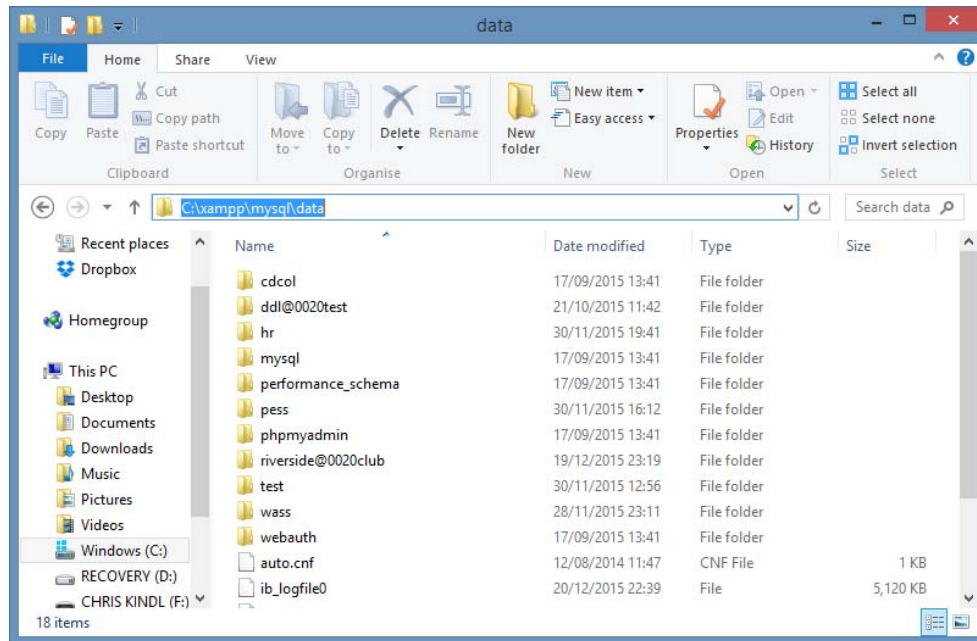 data
File Home Share View
Copy
Paste
Cut
Copy path
Paste shortcut
Clipboard
Move to
Copy to
Delete
Rename
Organise
New folder
New item
Easy access
New
Properties
Open
Edit
History
Open
Select all
Select none
Invert selection
Select
C:\xampp\mysql\data
Search data
Recent places
Dropbox
Homegroup
This PC
Desktop
Documents
Downloads
Music
Pictures
Videos
Windows (C:)
RECOVERY (D:)
CHRIS KINDL (F:)
Name Date modified Type Size
cdcol 17/09/2015 13:41 File folder
ddl@0020test 21/10/2015 11:42 File folder
hr 30/11/2015 19:41 File folder
mysql 17/09/2015 13:41 File folder
performance_schema 17/09/2015 13:41 File folder
pess 30/11/2015 16:12 File folder
phpmyadmin 17/09/2015 13:41 File folder
riverside@0020club 19/12/2015 23:19 File folder
test 30/11/2015 12:56 File folder
wass 28/11/2015 23:11 File folder
webauth 17/09/2015 13:41 File folder
auto.cnf 12/08/2014 11:47 CNF File 1 KB
ib_logfile0 20/12/2015 22:39 File 5,120 KB
18 items